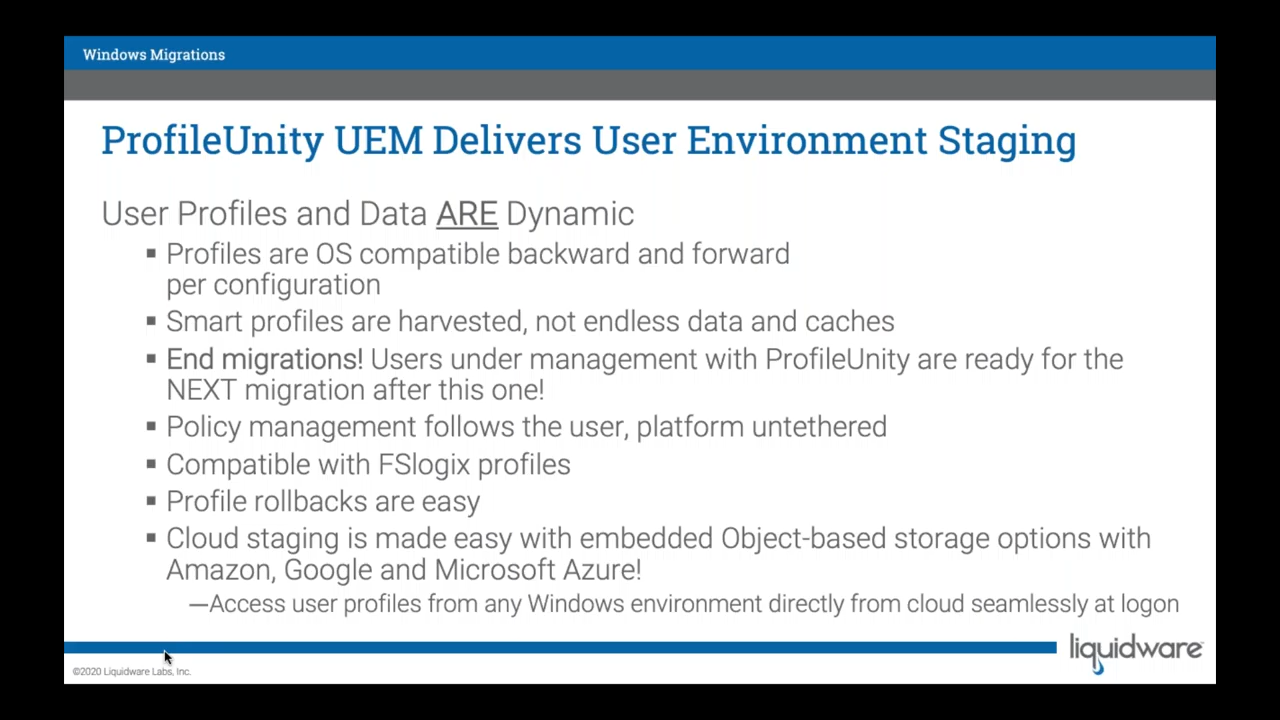 Windows Migrations
ProfileUnity UEM Delivers User Environment Staging
User Profiles and Data ARE Dynamic
▪ Profiles are OS compatible backward and forward
per configuration
▪ Smart profiles are harvested, not endless data and caches
▪ End migrations! Users under management with ProfileUnity are ready for the
NEXT migration after this one!
▪ Policy management follows the user, platform untethered
▪ Compatible with FSlogix profiles
▪ Profile rollbacks are easy
▪ Cloud staging is made easy with embedded Object-based storage options with
Amazon, Google and Microsoft Azure!
—Access user profiles from any Windows environment directly from cloud seamlessly at logon
liquidware
©2020 Liquidware Labs, Inc.